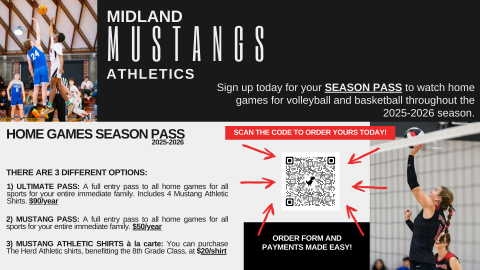 MIDLAND
MUSTANGS
ATHLETICS
Sign up today for your SEASON PASS to watch home
games for volleyball and basketball throughout the
2025-2026 season.
HOME GAMES SEASON PASS
2025-2026
THERE ARE 3 DIFFERENT OPTIONS:
1) ULTIMATE PASS: A full entry pass to all home games for all
sports for your entire immediate family. Includes 4 Mustang Athletic
Shirts. $90/year
2) MUSTANG PASS: A full entry pass to all home games for all
sports for your entire immediate family. $50/year
3) MUSTANG ATHLETIC SHIRTS à la carte: You can purchase
The Herd Athletic shirts, benefitting the 8th Grade Class, at $20/shirt
SCAN THE CODE TO ORDER YOURS TODAY!
ORDER FORM AND
PAYMENTS MADE EASY!
24